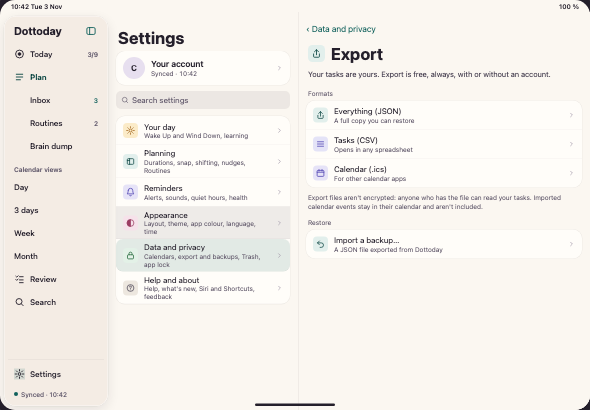 10:42 Tue 3 Nov
100 %
Dottoday
Today 3/9
Plan
Inbox 3
Routines 2
Brain dump
Calendar views
Day
3 days
Week
Month
Review
Search
Settings
Synced · 10:42
Settings
C
Your account
Synced · 10:42
Search settings
Your day
Wake Up and Wind Down, learning
Planning
Durations, snap, shifting, nudges,
Routines
Reminders
Alerts, sounds, quiet hours, health
Appearance
Layout, theme, app colour, language,
time
Data and privacy
Calendars, export and backups, Trash,
app lock
Help and about
Help, what's new, Siri and Shortcuts,
feedback
‹ Data and privacy
Export
Your tasks are yours. Export is free, always, with or without an account.
Formats
Everything (JSON)
A full copy you can restore
Tasks (CSV)
Opens in any spreadsheet
Calendar (.ics)
For other calendar apps
Export files aren't encrypted: anyone who has the file can read your tasks. Imported
calendar events stay in their calendar and aren't included.
Restore
Import a backup...
A JSON file exported from Dottoday